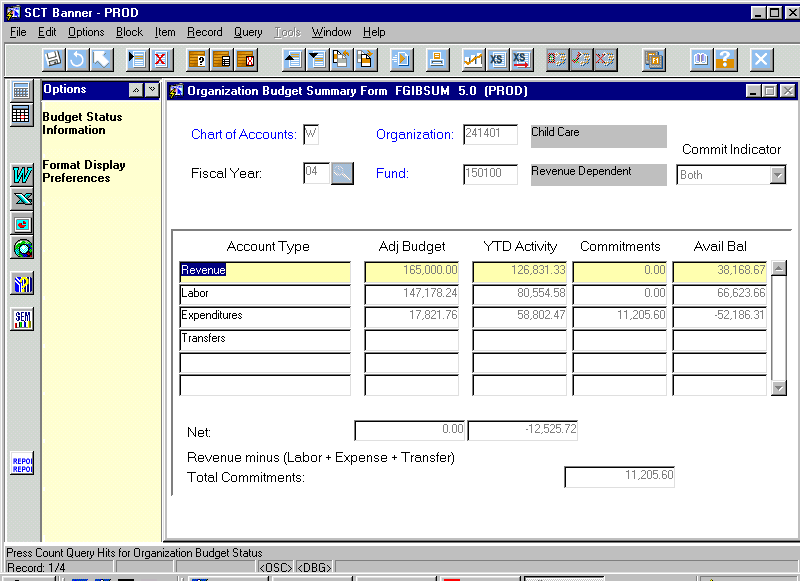 SCT Banner - PROD
File Edit Options Block Item Record Query Tools Window Help
Options
Organization Budget Summary Form FGIBSUM 5.0 (PROD)
Budget Status
Information
Format Display
Preferences
Chart of Accounts: W Organization: 241401 Child Care
Commit Indicator
Fiscal Year: 04 Fund: 150100 Revenue Dependent Both
Account Type Adj Budget YTD Activity Commitments Avail Bal
Revenue 165,000.00 126,831.33 0.00 38,168.67
Labor 147,178.24 80,554.58 0.00 66,623.66
Expenditures 17,821.76 58,802.47 11,205.60 -52,186.31
Transfers
Net: 0.00 -12,525.72
Revenue minus (Labor + Expense + Transfer)
Total Commitments: 11,205.60
XS XS
SEM
REPO
REPO
Press Count Query Hits for Organization Budget Status
Record: 1/4 <OSC> <DBG>